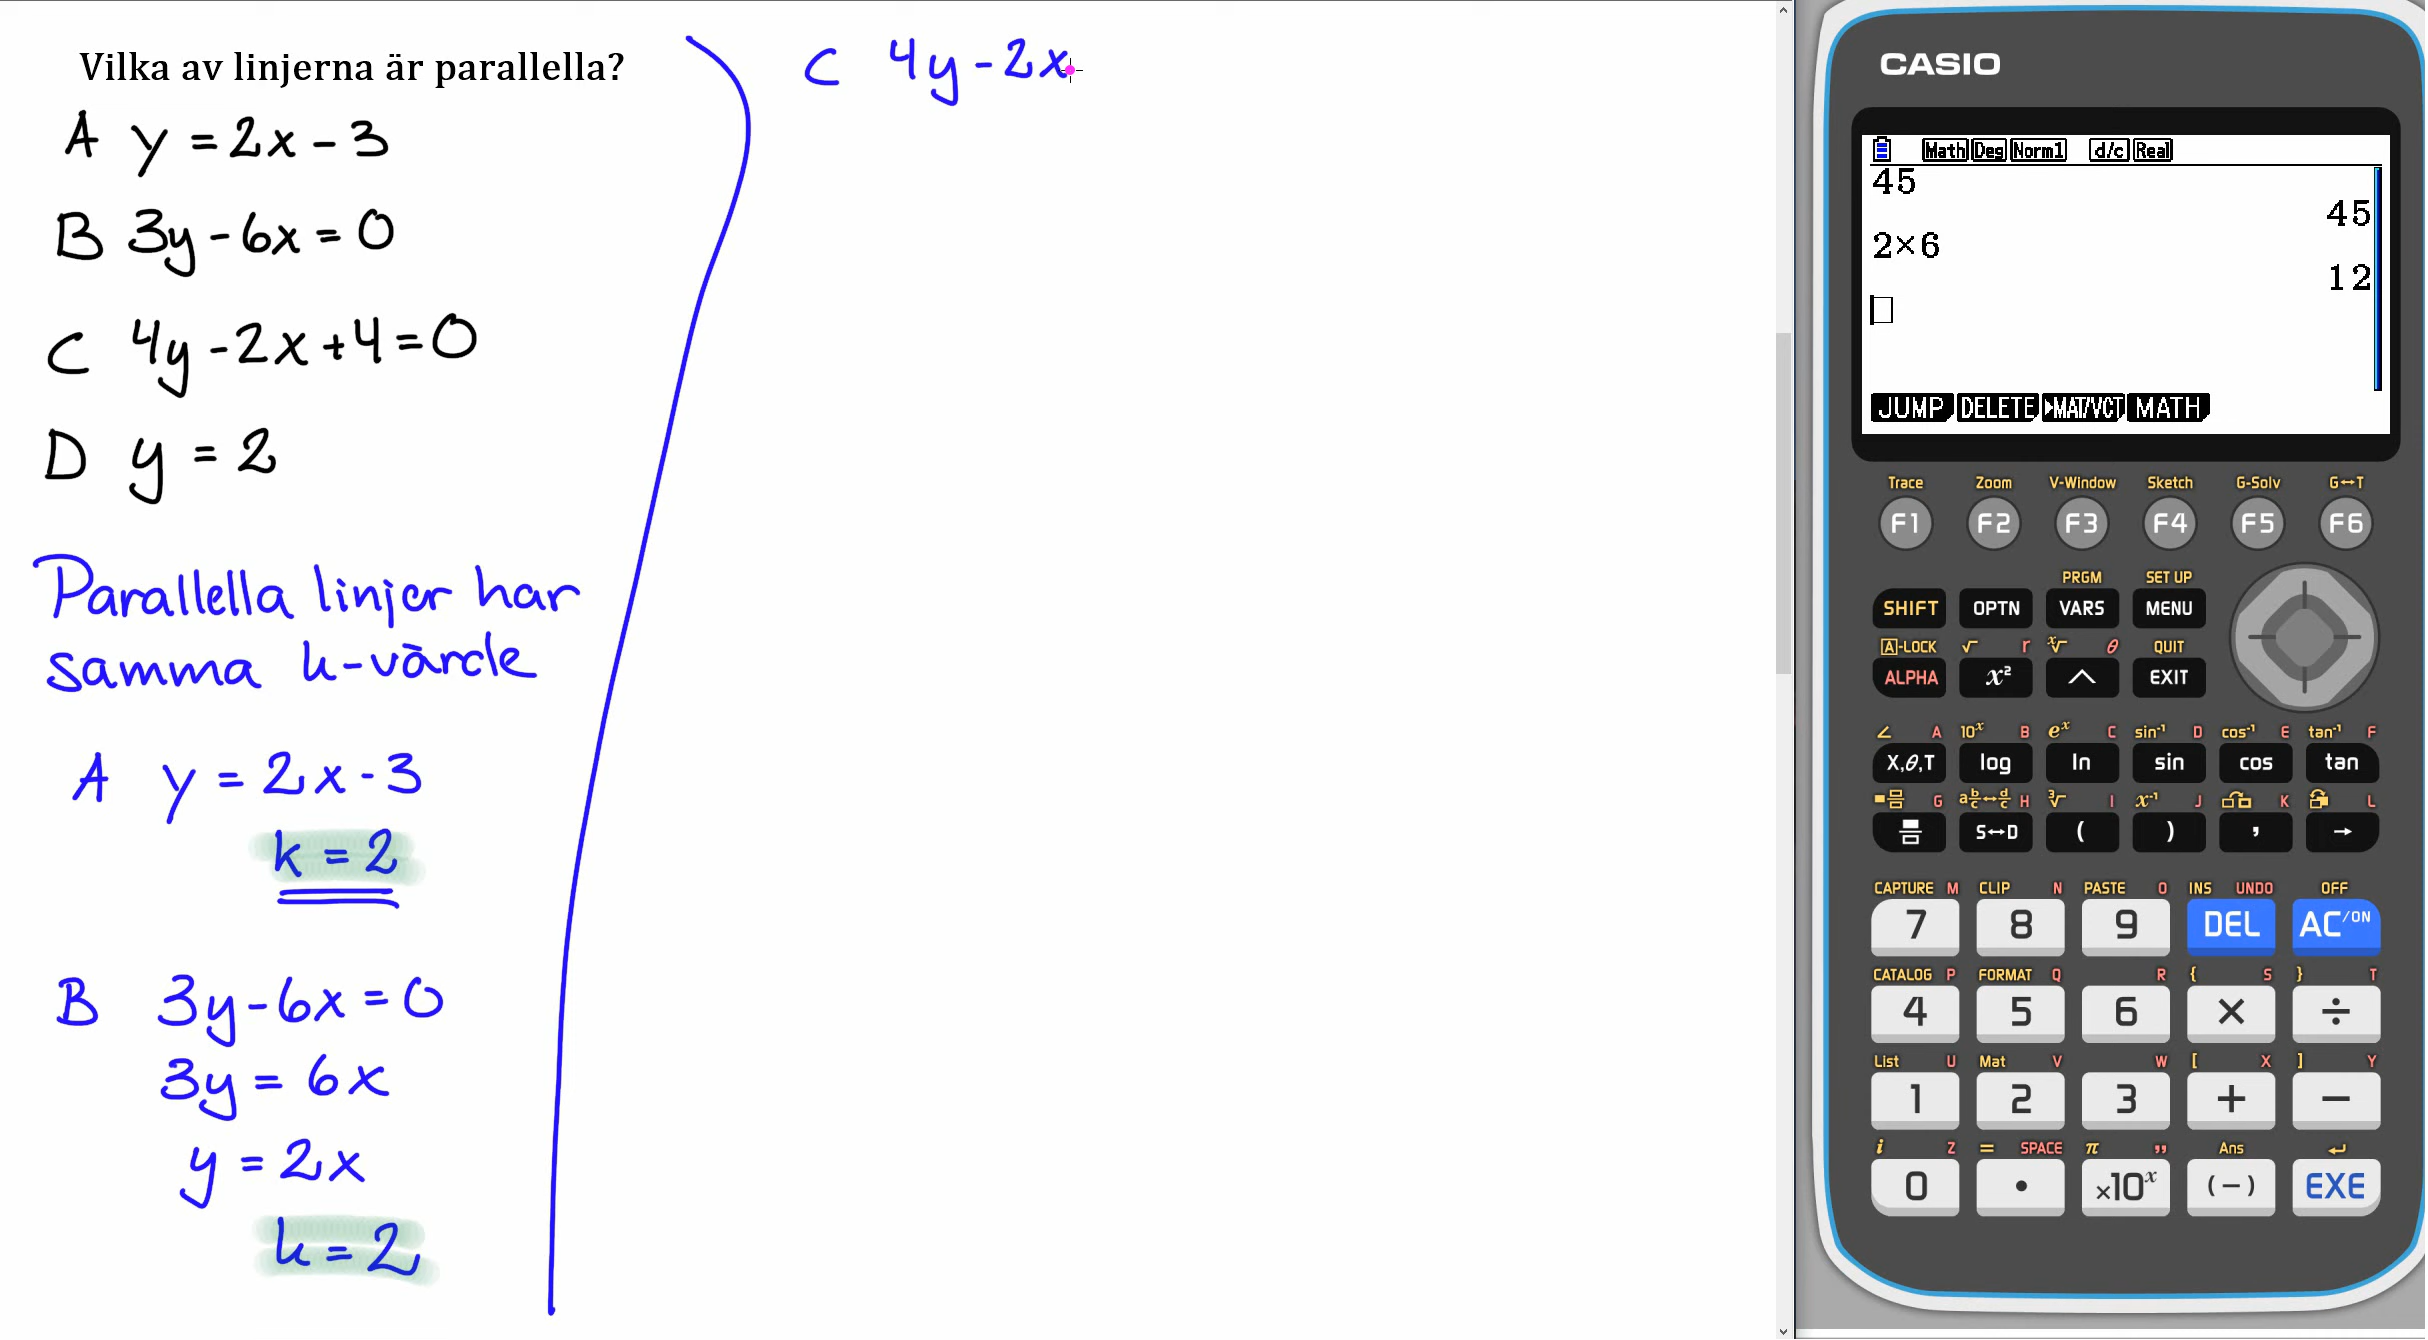 Vilka av linjerna är parallella?
A y = 2x - 3
B 3y - 6x = 0
C 4y - 2x + 4 = 0
D y = 2
Parallella linjer har
samma k-värde
A y = 2x - 3
k = 2
B 3y - 6x = 0
3y = 6x
y = 2x
k = 2
C 4y - 2x
CASIO
Math Deg Norm1 d/c Real
45
45
2×6
12
JUMP DELETE ▶MAT/VCT MATH
Trace Zoom V-Window Sketch G-Solv G↔T
F1 F2 F3 F4 F5 F6
PRGM SET UP
SHIFT OPTN VARS MENU
A-LOCK √ r ˣ√ θ QUIT
ALPHA x² ^ EXIT
∠ A 10ˣ B eˣ C sin⁻¹ D cos⁻¹ E tan⁻¹ F
X,θ,T log ln sin cos tan
G a b/c↔d/c H ³√ I x⁻¹ J K L
S↔D ( ) , →
CAPTURE M CLIP N PASTE O INS UNDO OFF
7 8 9 DEL AC/ON
CATALOG P FORMAT Q R { S } T
4 5 6 × ÷
List U Mat V W [ X ] Y
1 2 3 + −
i Z = SPACE π ” Ans ↵
0 • ×10ˣ (−) EXE